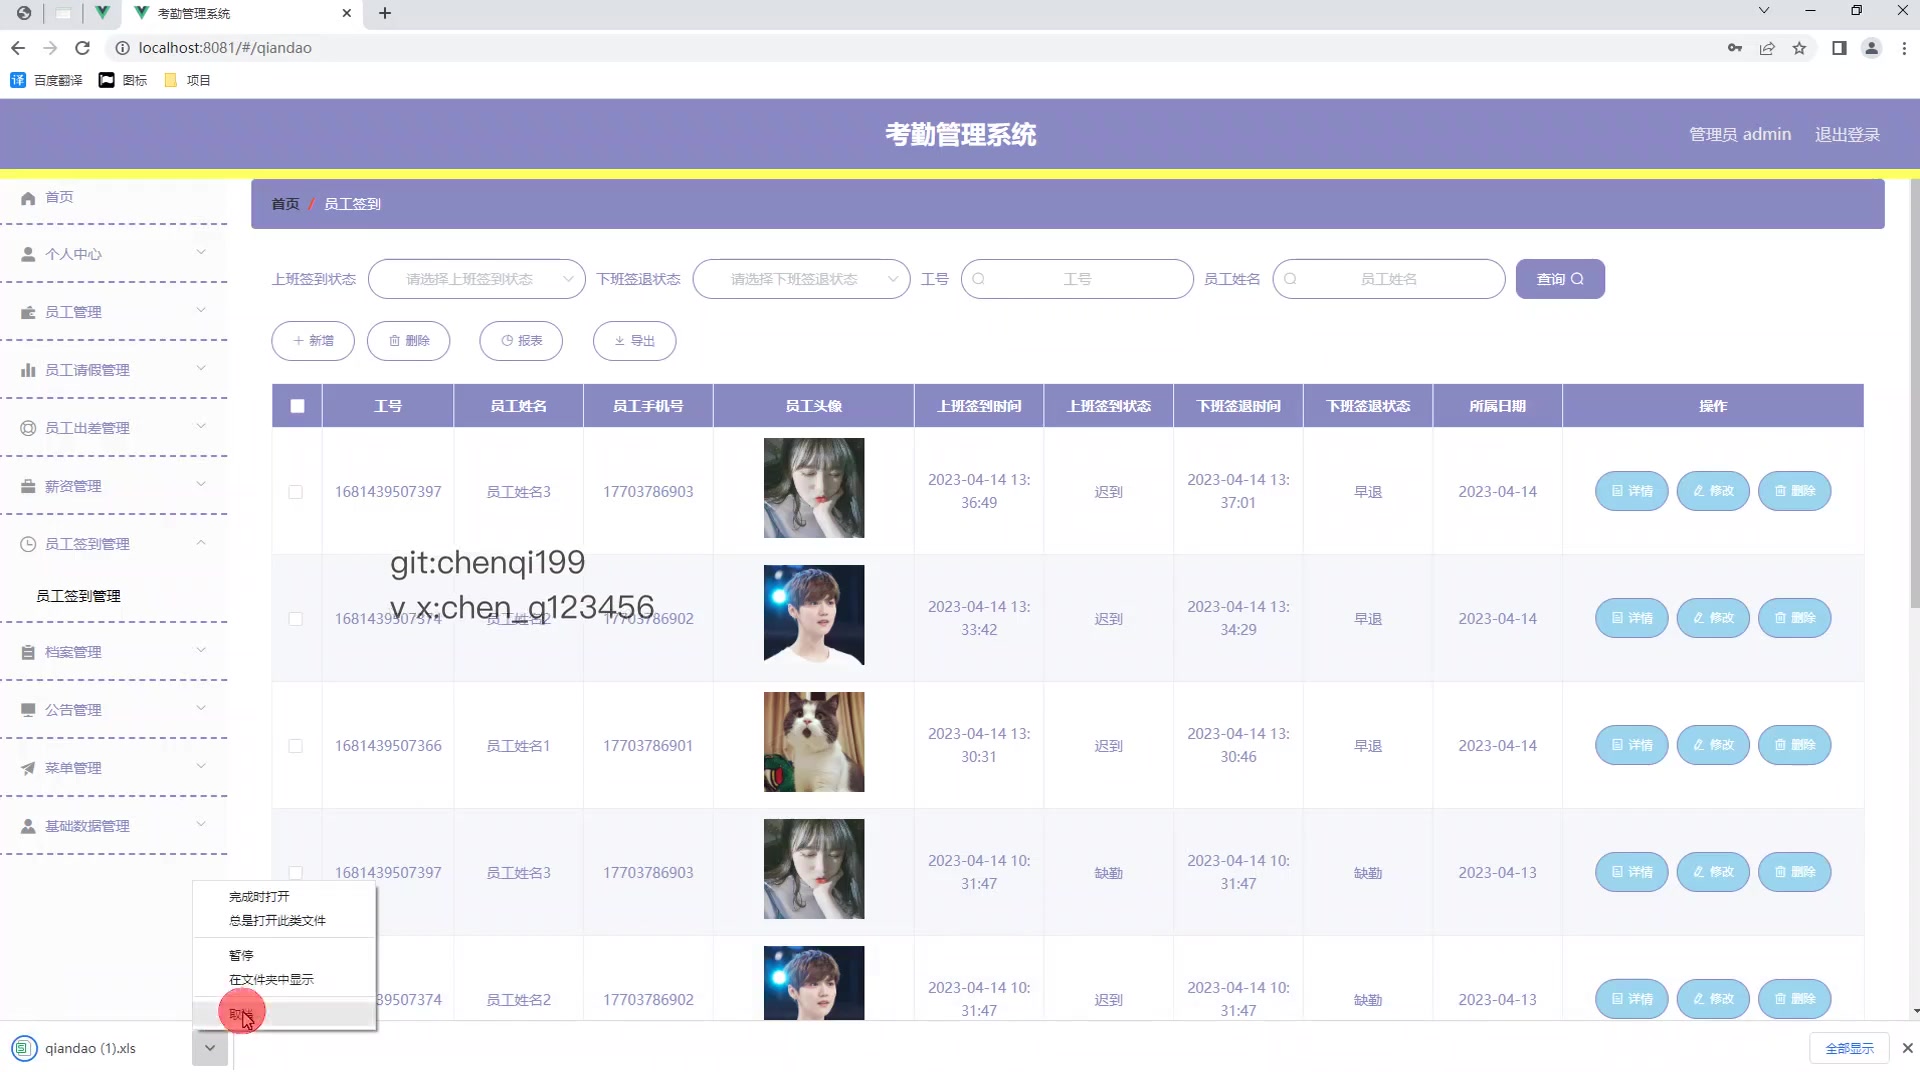 考勤管理系统
localhost:8081/#/qiandao
百度翻译 图标 项目
考勤管理系统
管理员 admin 退出登录
首页
个人中心
员工管理
员工请假管理
员工出差管理
薪资管理
员工签到管理
员工签到管理
档案管理
公告管理
菜单管理
基础数据管理
首页 / 员工签到
上班签到状态 请选择上班签到状态 下班签退状态 请选择下班签退状态 工号 工号 员工姓名 员工姓名 查询
新增 删除 报表 导出
工号 员工姓名 员工手机号 员工头像 上班签到时间 上班签到状态 下班签退时间 下班签退状态 所属日期 操作
1681439507397 员工姓名3 17703786903 2023-04-14 13:36:49 迟到 2023-04-14 13:37:01 早退 2023-04-14 详情 修改 删除
git:chenqi199
v x:chen_q123456
1681439507374 员工姓名2 17703786902 2023-04-14 13:33:42 迟到 2023-04-14 13:34:29 早退 2023-04-14 详情 修改 删除
1681439507366 员工姓名1 17703786901 2023-04-14 13:30:31 迟到 2023-04-14 13:30:46 早退 2023-04-14 详情 修改 删除
1681439507397 员工姓名3 17703786903 2023-04-14 10:31:47 缺勤 2023-04-14 10:31:47 缺勤 2023-04-13 详情 修改 删除
39507374 员工姓名2 17703786902 2023-04-14 10:31:47 迟到 2023-04-14 10:31:47 缺勤 2023-04-13 详情 修改 删除
完成时打开
总是打开此类文件
暂停
在文件夹中显示
取消
qiandao (1).xls
全部显示